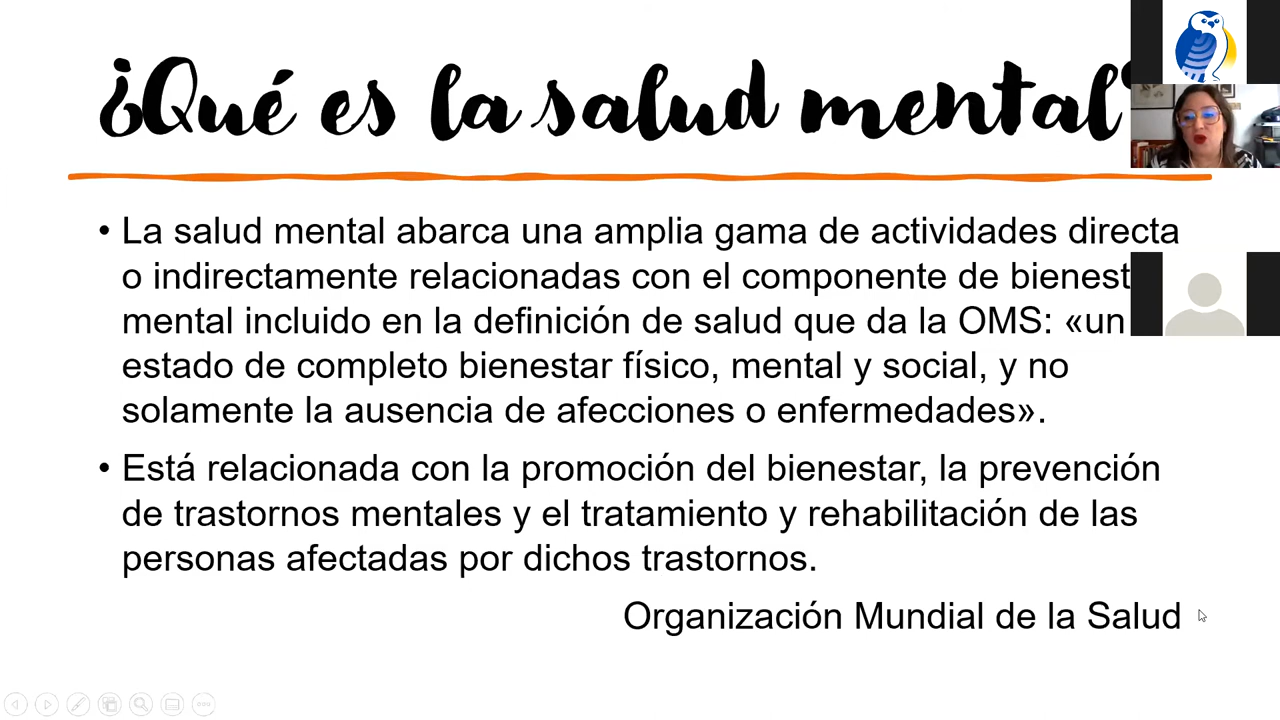 ¿Qué es la salud mental
• La salud mental abarca una amplia gama de actividades directa
o indirectamente relacionadas con el componente de bienest
mental incluido en la definición de salud que da la OMS: «un
estado de completo bienestar físico, mental y social, y no
solamente la ausencia de afecciones o enfermedades».
• Está relacionada con la promoción del bienestar, la prevención
de trastornos mentales y el tratamiento y rehabilitación de las
personas afectadas por dichos trastornos.
Organización Mundial de la Salud